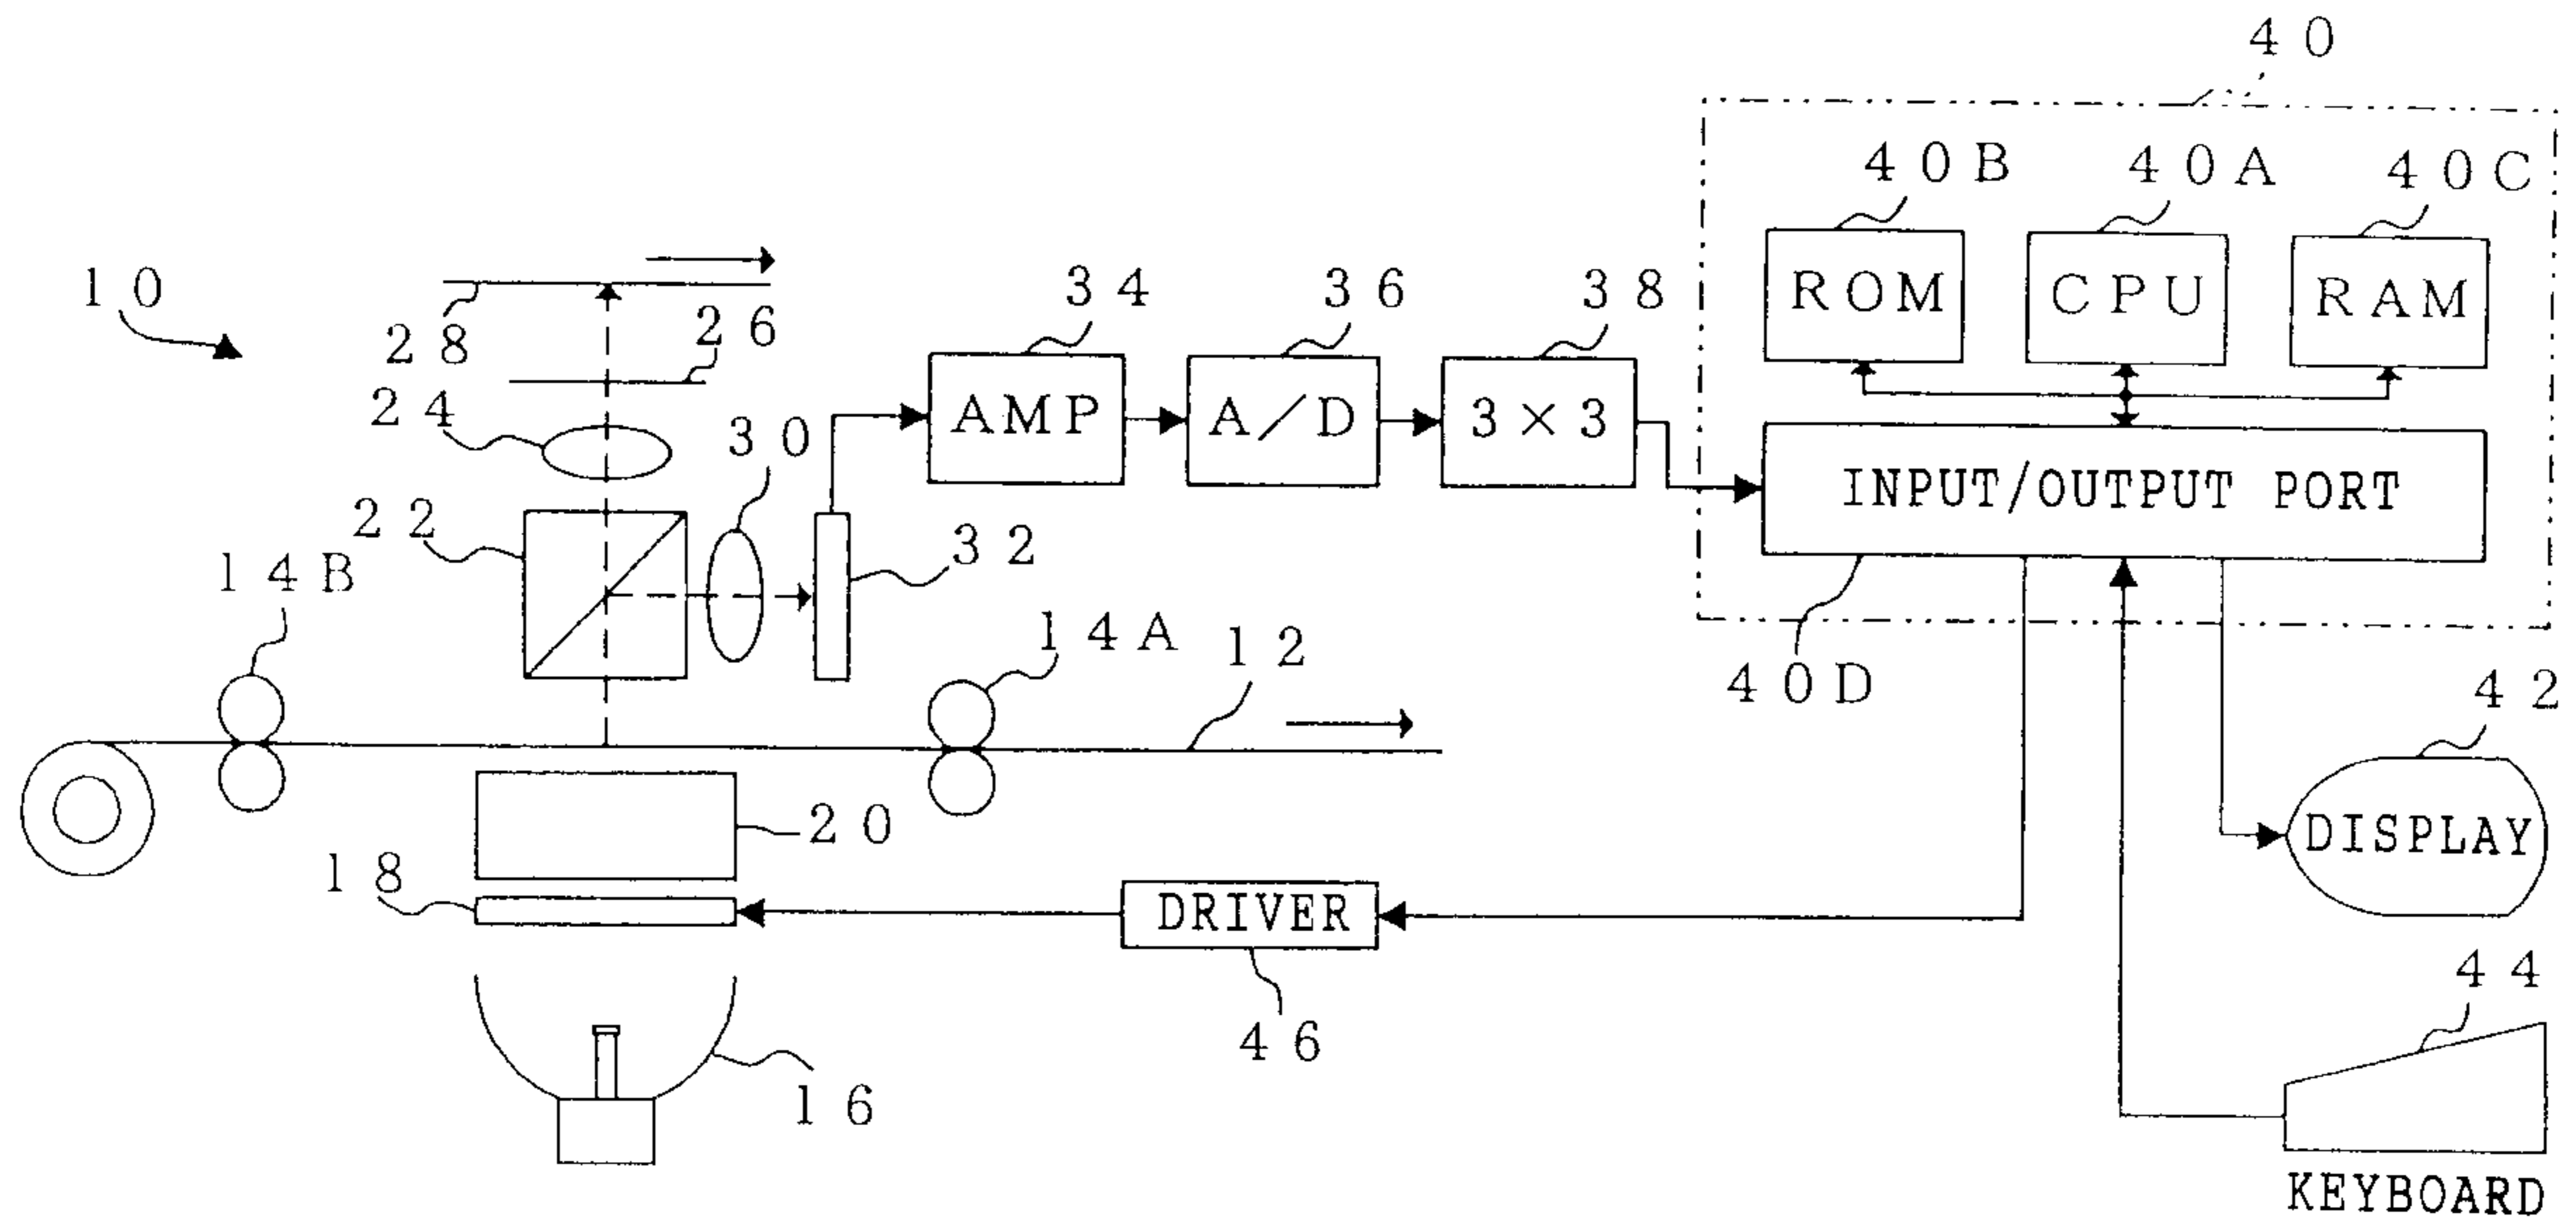 40
40B
40A
40C
ROM
CPU
RAM
10
28
26
34
36
38
AMP
A/D
3×3
24
30
INPUT/OUTPUT PORT
22
32
14B
14A
12
40D
42
DISPLAY
20
18
DRIVER
46
44
16
KEYBOARD